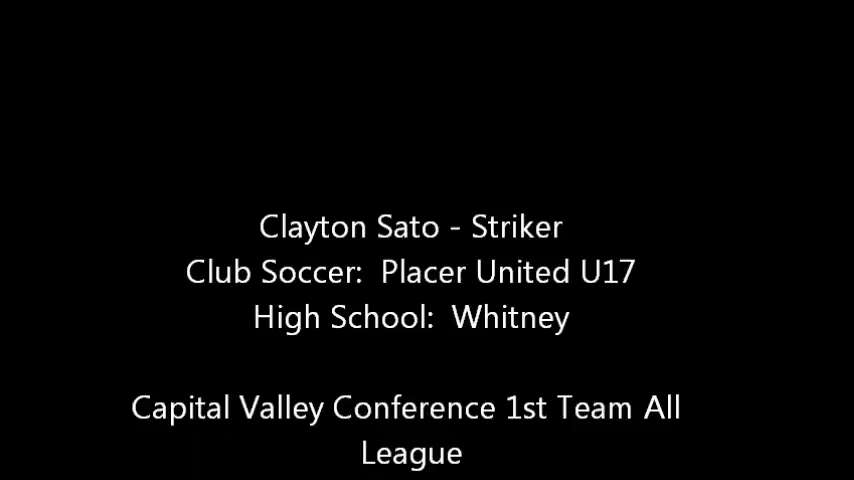 Clayton Sato - Striker
Club Soccer:  Placer United U17
High School:  Whitney
Capital Valley Conference 1st Team All
League